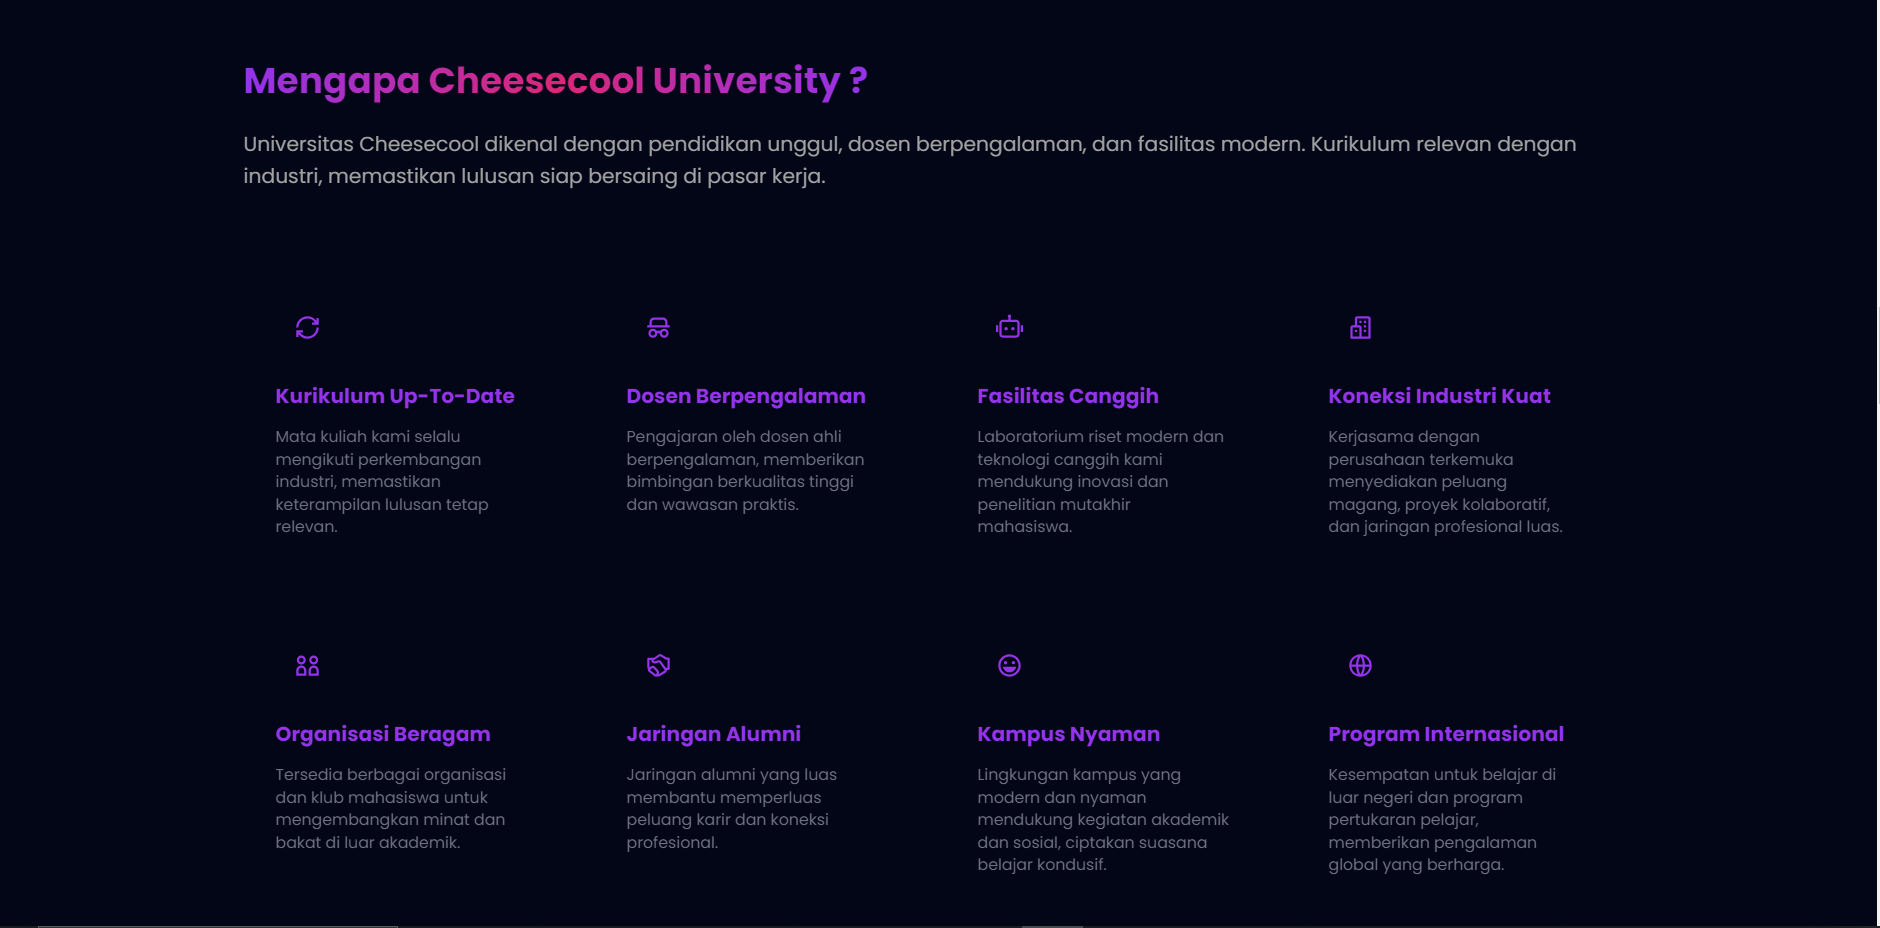 Mengapa Cheesecool University ?
Universitas Cheesecool dikenal dengan pendidikan unggul, dosen berpengalaman, dan fasilitas modern. Kurikulum relevan dengan
industri, memastikan lulusan siap bersaing di pasar kerja.
Kurikulum Up-To-Date
Mata kuliah kami selalu
mengikuti perkembangan
industri, memastikan
keterampilan lulusan tetap
relevan.
Dosen Berpengalaman
Pengajaran oleh dosen ahli
berpengalaman, memberikan
bimbingan berkualitas tinggi
dan wawasan praktis.
Fasilitas Canggih
Laboratorium riset modern dan
teknologi canggih kami
mendukung inovasi dan
penelitian mutakhir
mahasiswa.
Koneksi Industri Kuat
Kerjasama dengan
perusahaan terkemuka
menyediakan peluang
magang, proyek kolaboratif,
dan jaringan profesional luas.
Organisasi Beragam
Tersedia berbagai organisasi
dan klub mahasiswa untuk
mengembangkan minat dan
bakat di luar akademik.
Jaringan Alumni
Jaringan alumni yang luas
membantu memperluas
peluang karir dan koneksi
profesional.
Kampus Nyaman
Lingkungan kampus yang
modern dan nyaman
mendukung kegiatan akademik
dan sosial, ciptakan suasana
belajar kondusif.
Program Internasional
Kesempatan untuk belajar di
luar negeri dan program
pertukaran pelajar,
memberikan pengalaman
global yang berharga.